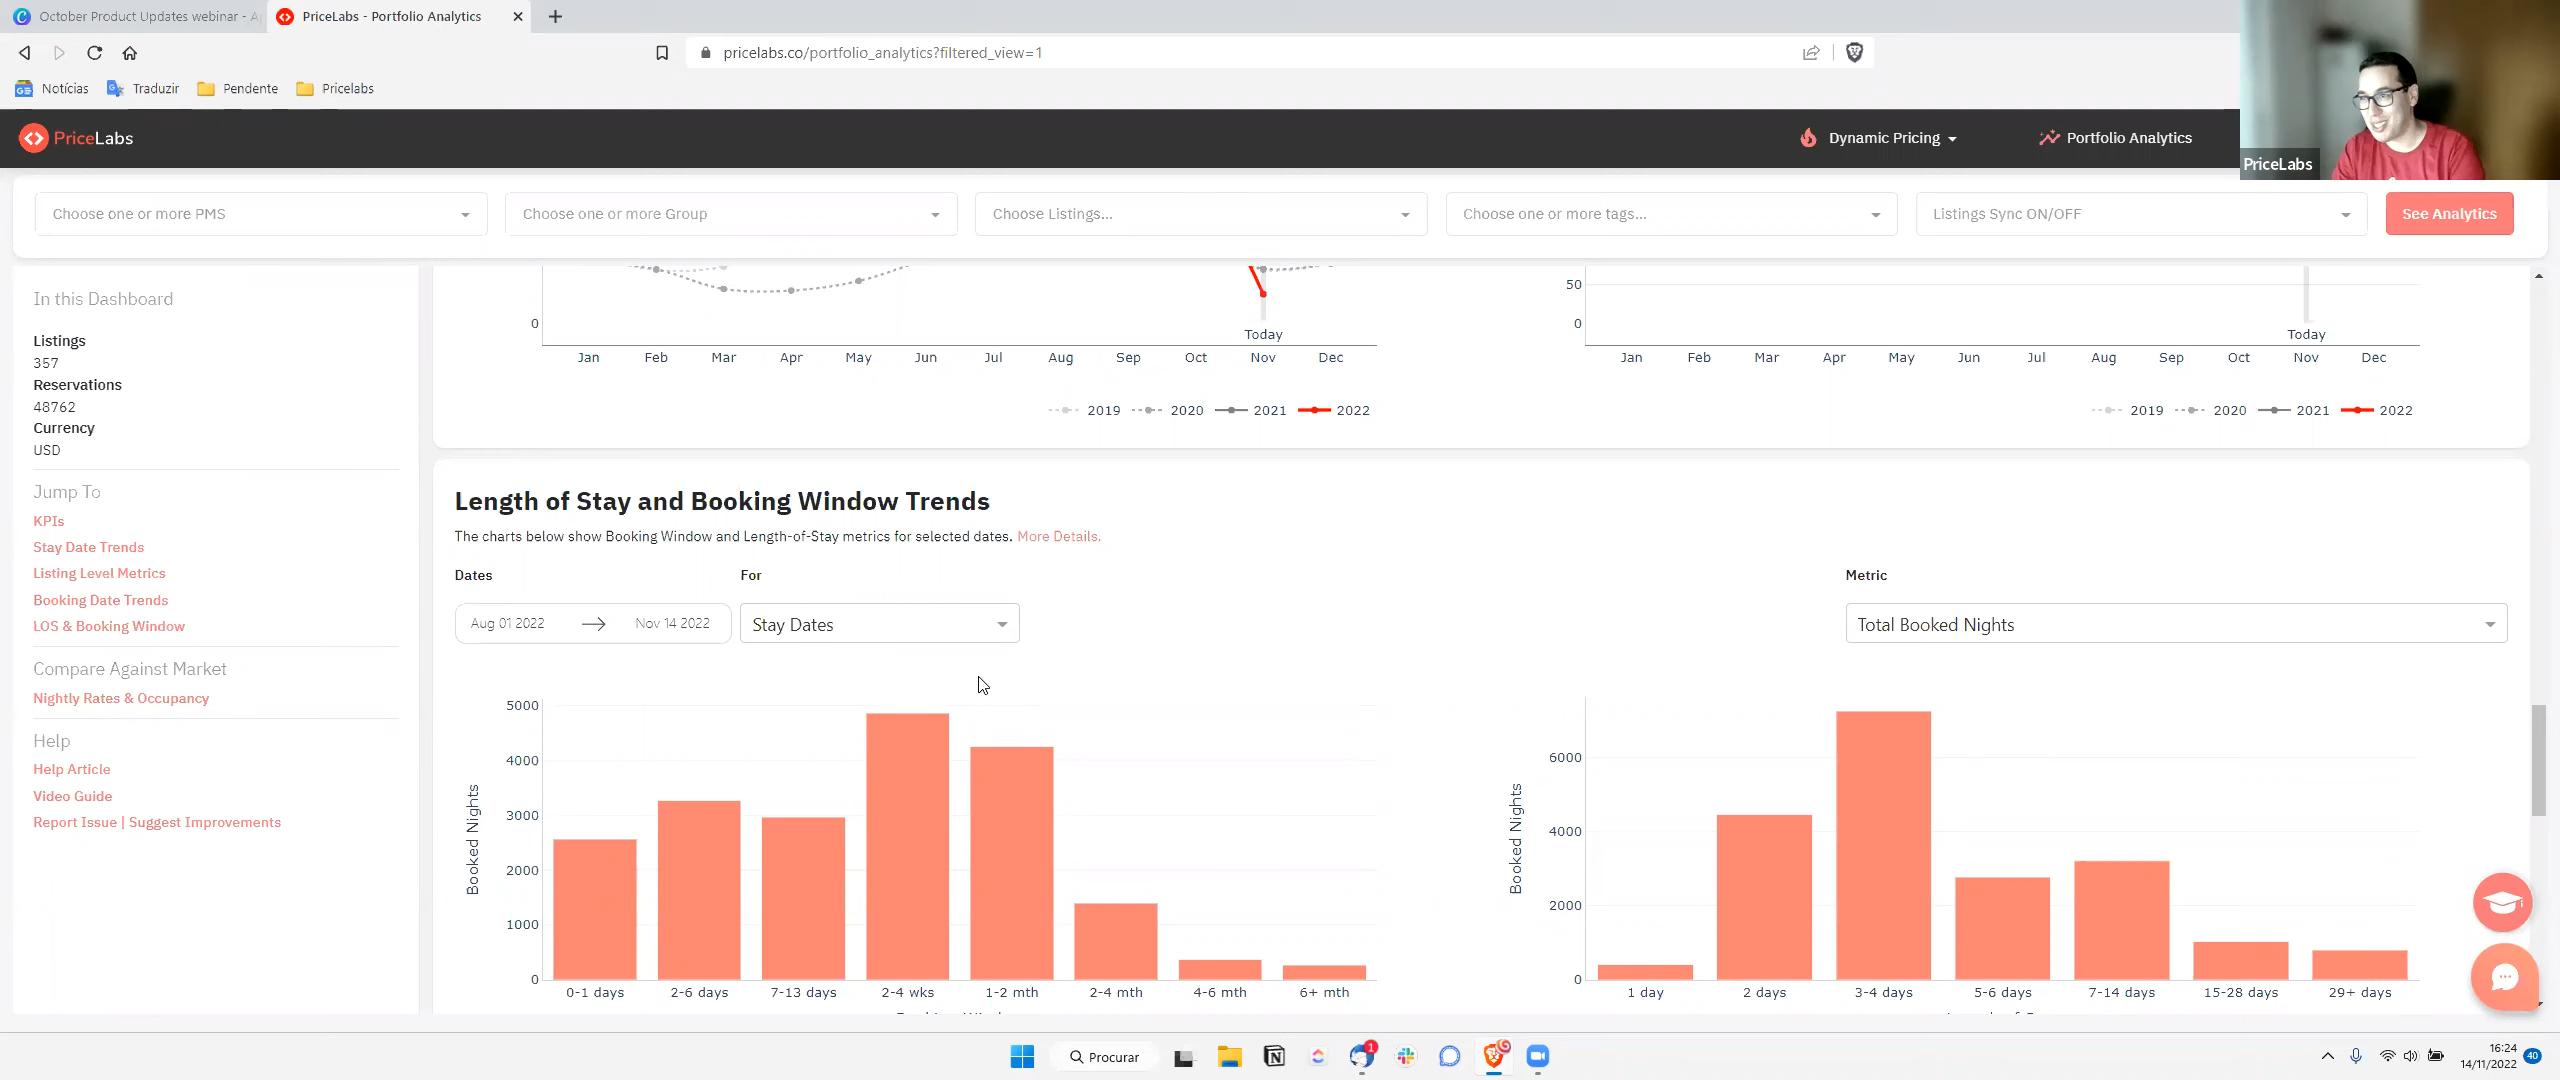 October Product Updates webinar - A
PriceLabs - Portfolio Analytics
pricelabs.co/portfolio_analytics?filtered_view=1
Notícias
Traduzir
Pendente
Pricelabs
PriceLabs
Dynamic Pricing
Portfolio Analytics
PriceLabs
Choose one or more PMS
Choose one or more Group
Choose Listings...
Choose one or more tags...
Listings Sync ON/OFF
See Analytics
In this Dashboard
Listings
357
Reservations
48762
Currency
USD
Jump To
KPIs
Stay Date Trends
Listing Level Metrics
Booking Date Trends
LOS & Booking Window
Compare Against Market
Nightly Rates & Occupancy
Help
Help Article
Video Guide
Report Issue | Suggest Improvements
0
Today
Jan Feb Mar Apr May Jun Jul Aug Sep Oct Nov Dec
2019 2020 2021 2022
50
0
Today
Jan Feb Mar Apr May Jun Jul Aug Sep Oct Nov Dec
2019 2020 2021 2022
Length of Stay and Booking Window Trends
The charts below show Booking Window and Length-of-Stay metrics for selected dates. More Details.
Dates
For
Metric
Aug 01 2022
Nov 14 2022
Stay Dates
Total Booked Nights
Booked Nights
5000
4000
3000
2000
1000
0
0-1 days 2-6 days 7-13 days 2-4 wks 1-2 mth 2-4 mth 4-6 mth 6+ mth
Booked Nights
6000
4000
2000
0
1 day 2 days 3-4 days 5-6 days 7-14 days 15-28 days 29+ days
Procurar
1
16:24
14/11/2022
40